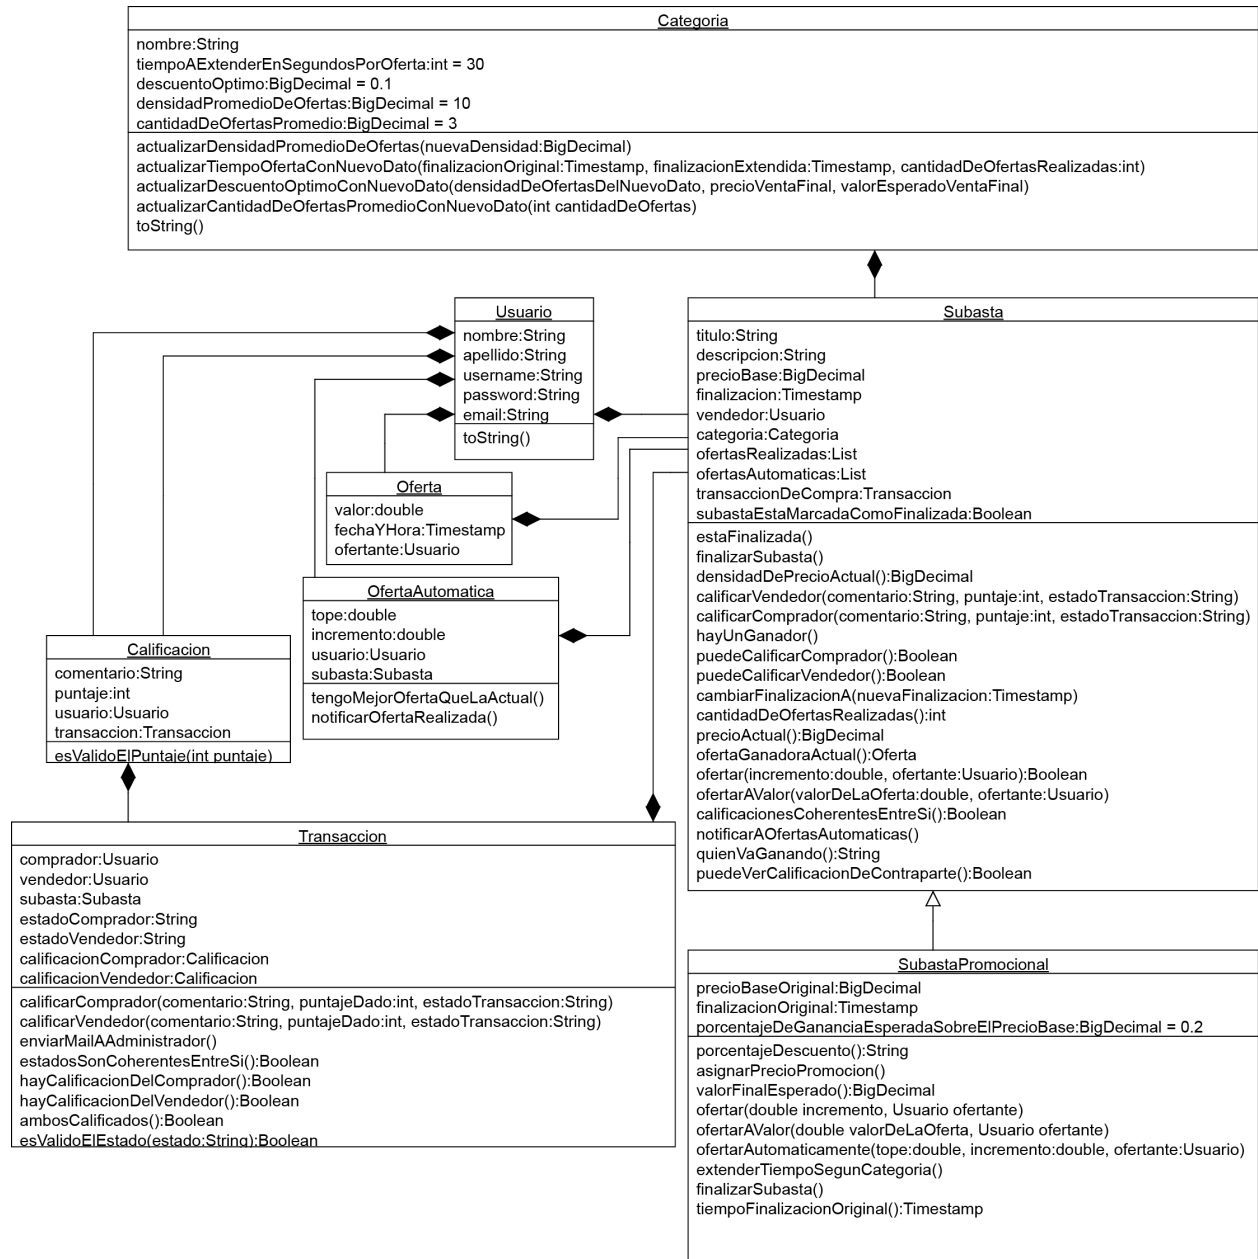 Categoria
nombre:String
tiempoAExtenderEnSegundosPorOferta:int = 30
descuentoOptimo:BigDecimal = 0.1
densidadPromedioDeOfertas:BigDecimal = 10
cantidadDeOfertasPromedio:BigDecimal = 3
actualizarDensidadPromedioDeOfertas(nuevaDensidad:BigDecimal)
actualizarTiempoOfertaConNuevoDato(finalizacionOriginal:Timestamp, finalizacionExtendida:Timestamp, cantidadDeOfertasRealizadas:int)
actualizarDescuentoOptimoConNuevoDato(densidadDeOfertasDelNuevoDato, precioVentaFinal, valorEsperadoVentaFinal)
actualizarCantidadDeOfertasPromedioConNuevoDato(int cantidadDeOfertas)
toString()
Usuario
nombre:String
apellido:String
username:String
password:String
email:String
toString()
Subasta
titulo:String
descripcion:String
precioBase:BigDecimal
finalizacion:Timestamp
vendedor:Usuario
categoria:Categoria
ofertasRealizadas:List
ofertasAutomaticas:List
transaccionDeCompra:Transaccion
subastaEstaMarcadaComoFinalizada:Boolean
estaFinalizada()
finalizarSubasta()
densidadDePrecioActual():BigDecimal
calificarVendedor(comentario:String, puntaje:int, estadoTransaccion:String)
calificarComprador(comentario:String, puntaje:int, estadoTransaccion:String)
hayUnGanador()
puedeCalificarComprador():Boolean
puedeCalificarVendedor():Boolean
cambiarFinalizacionA(nuevaFinalizacion:Timestamp)
cantidadDeOfertasRealizadas():int
precioActual():BigDecimal
ofertaGanadoraActual():Oferta
ofertar(incremento:double, ofertante:Usuario):Boolean
ofertarAValor(valorDeLaOferta:double, ofertante:Usuario)
calificacionesCoherentesEntreSi():Boolean
notificarAOfertasAutomaticas()
quienVaGanando():String
puedeVerCalificacionDeContraparte():Boolean
Oferta
valor:double
fechaYHora:Timestamp
ofertante:Usuario
OfertaAutomatica
tope:double
incremento:double
usuario:Usuario
subasta:Subasta
tengoMejorOfertaQueLaActual()
notificarOfertaRealizada()
Calificacion
comentario:String
puntaje:int
usuario:Usuario
transaccion:Transaccion
esValidoElPuntaje(int puntaje)
Transaccion
comprador:Usuario
vendedor:Usuario
subasta:Subasta
estadoComprador:String
estadoVendedor:String
calificacionComprador:Calificacion
calificacionVendedor:Calificacion
calificarComprador(comentario:String, puntajeDado:int, estadoTransaccion:String)
calificarVendedor(comentario:String, puntajeDado:int, estadoTransaccion:String)
enviarMailAAdministrador()
estadosSonCoherentesEntreSi():Boolean
hayCalificacionDelComprador():Boolean
hayCalificacionDelVendedor():Boolean
ambosCalificados():Boolean
esValidoElEstado(estado:String):Boolean
SubastaPromocional
precioBaseOriginal:BigDecimal
finalizacionOriginal:Timestamp
porcentajeDeGananciaEsperadaSobreElPrecioBase:BigDecimal = 0.2
porcentajeDescuento():String
asignarPrecioPromocion()
valorFinalEsperado():BigDecimal
ofertar(double incremento, Usuario ofertante)
ofertarAValor(double valorDeLaOferta, Usuario ofertante)
ofertarAutomaticamente(tope:double, incremento:double, ofertante:Usuario)
extenderTiempoSegunCategoria()
finalizarSubasta()
tiempoFinalizacionOriginal():Timestamp